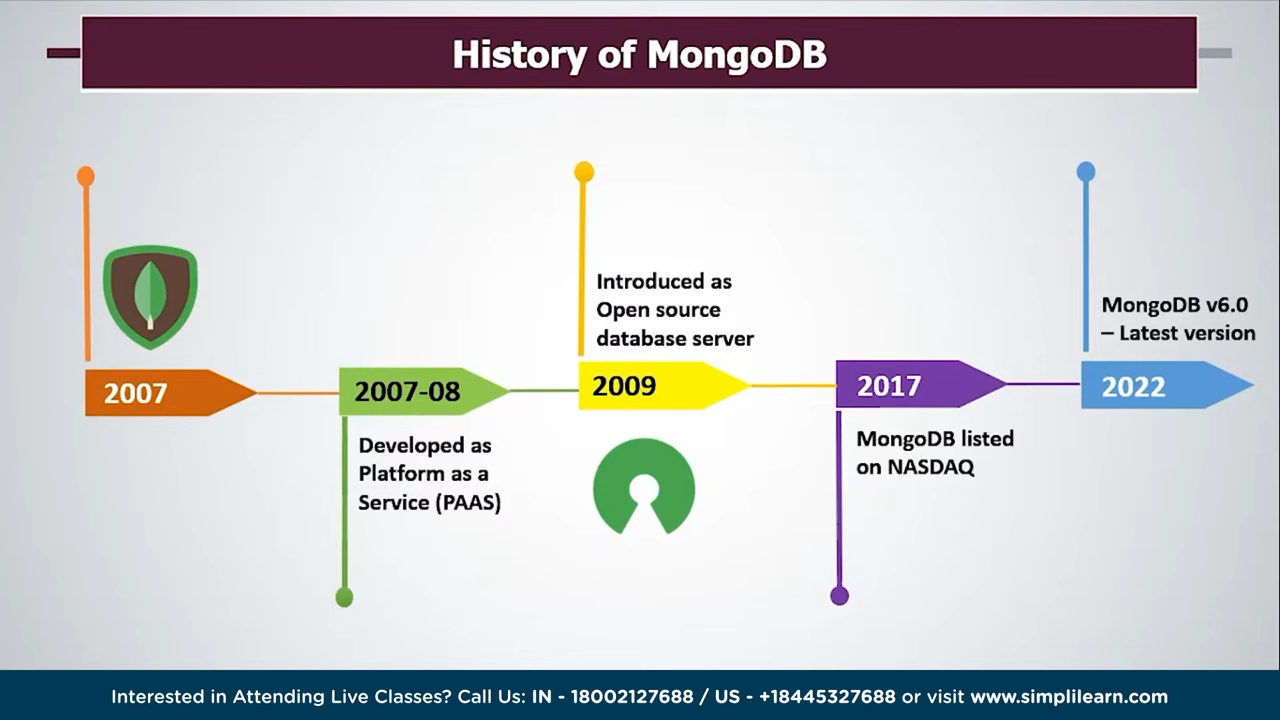 History of MongoDB
2007
2007-08
Developed as
Platform as a
Service (PAAS)
Introduced as
Open source
database server
2009
2017
MongoDB listed
on NASDAQ
MongoDB v6.0
– Latest version
2022
Interested in Attending Live Classes? Call Us: IN - 18002127688 / US - +18445327688 or visit www.simplilearn.com